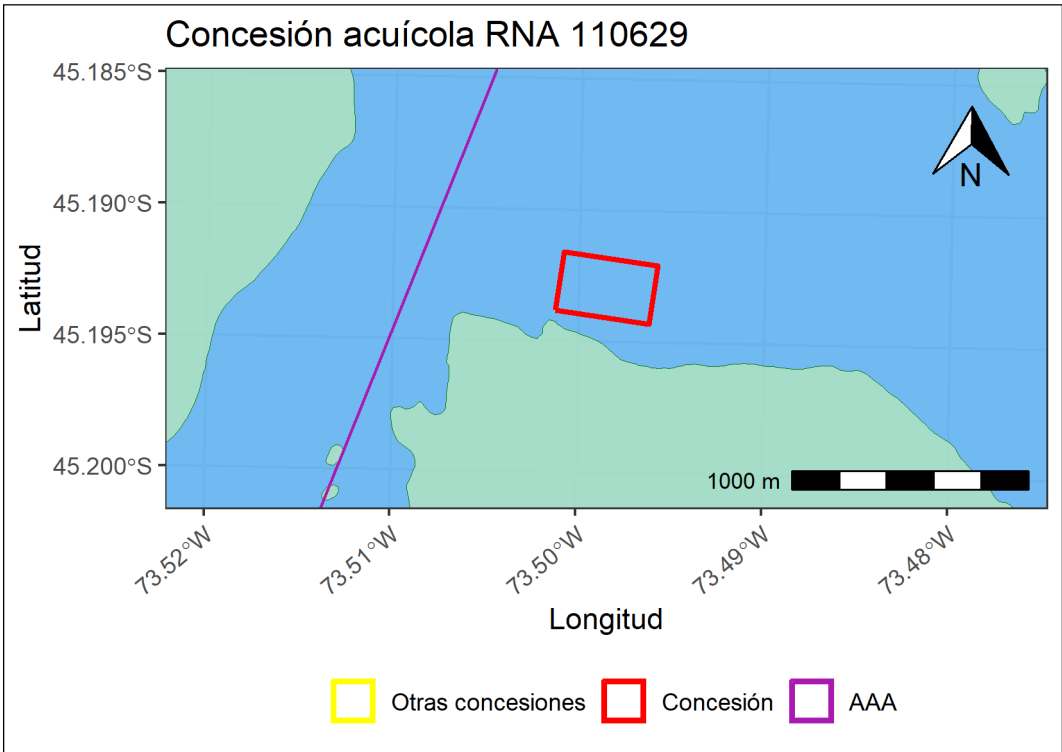 Concesión acuícola RNA 110629
45.185°S
45.190°S
45.195°S
45.200°S
Latitud
N
1000 m
73.52°W
73.51°W
73.50°W
73.49°W
73.48°W
Longitud
Otras concesiones
Concesión
AAA